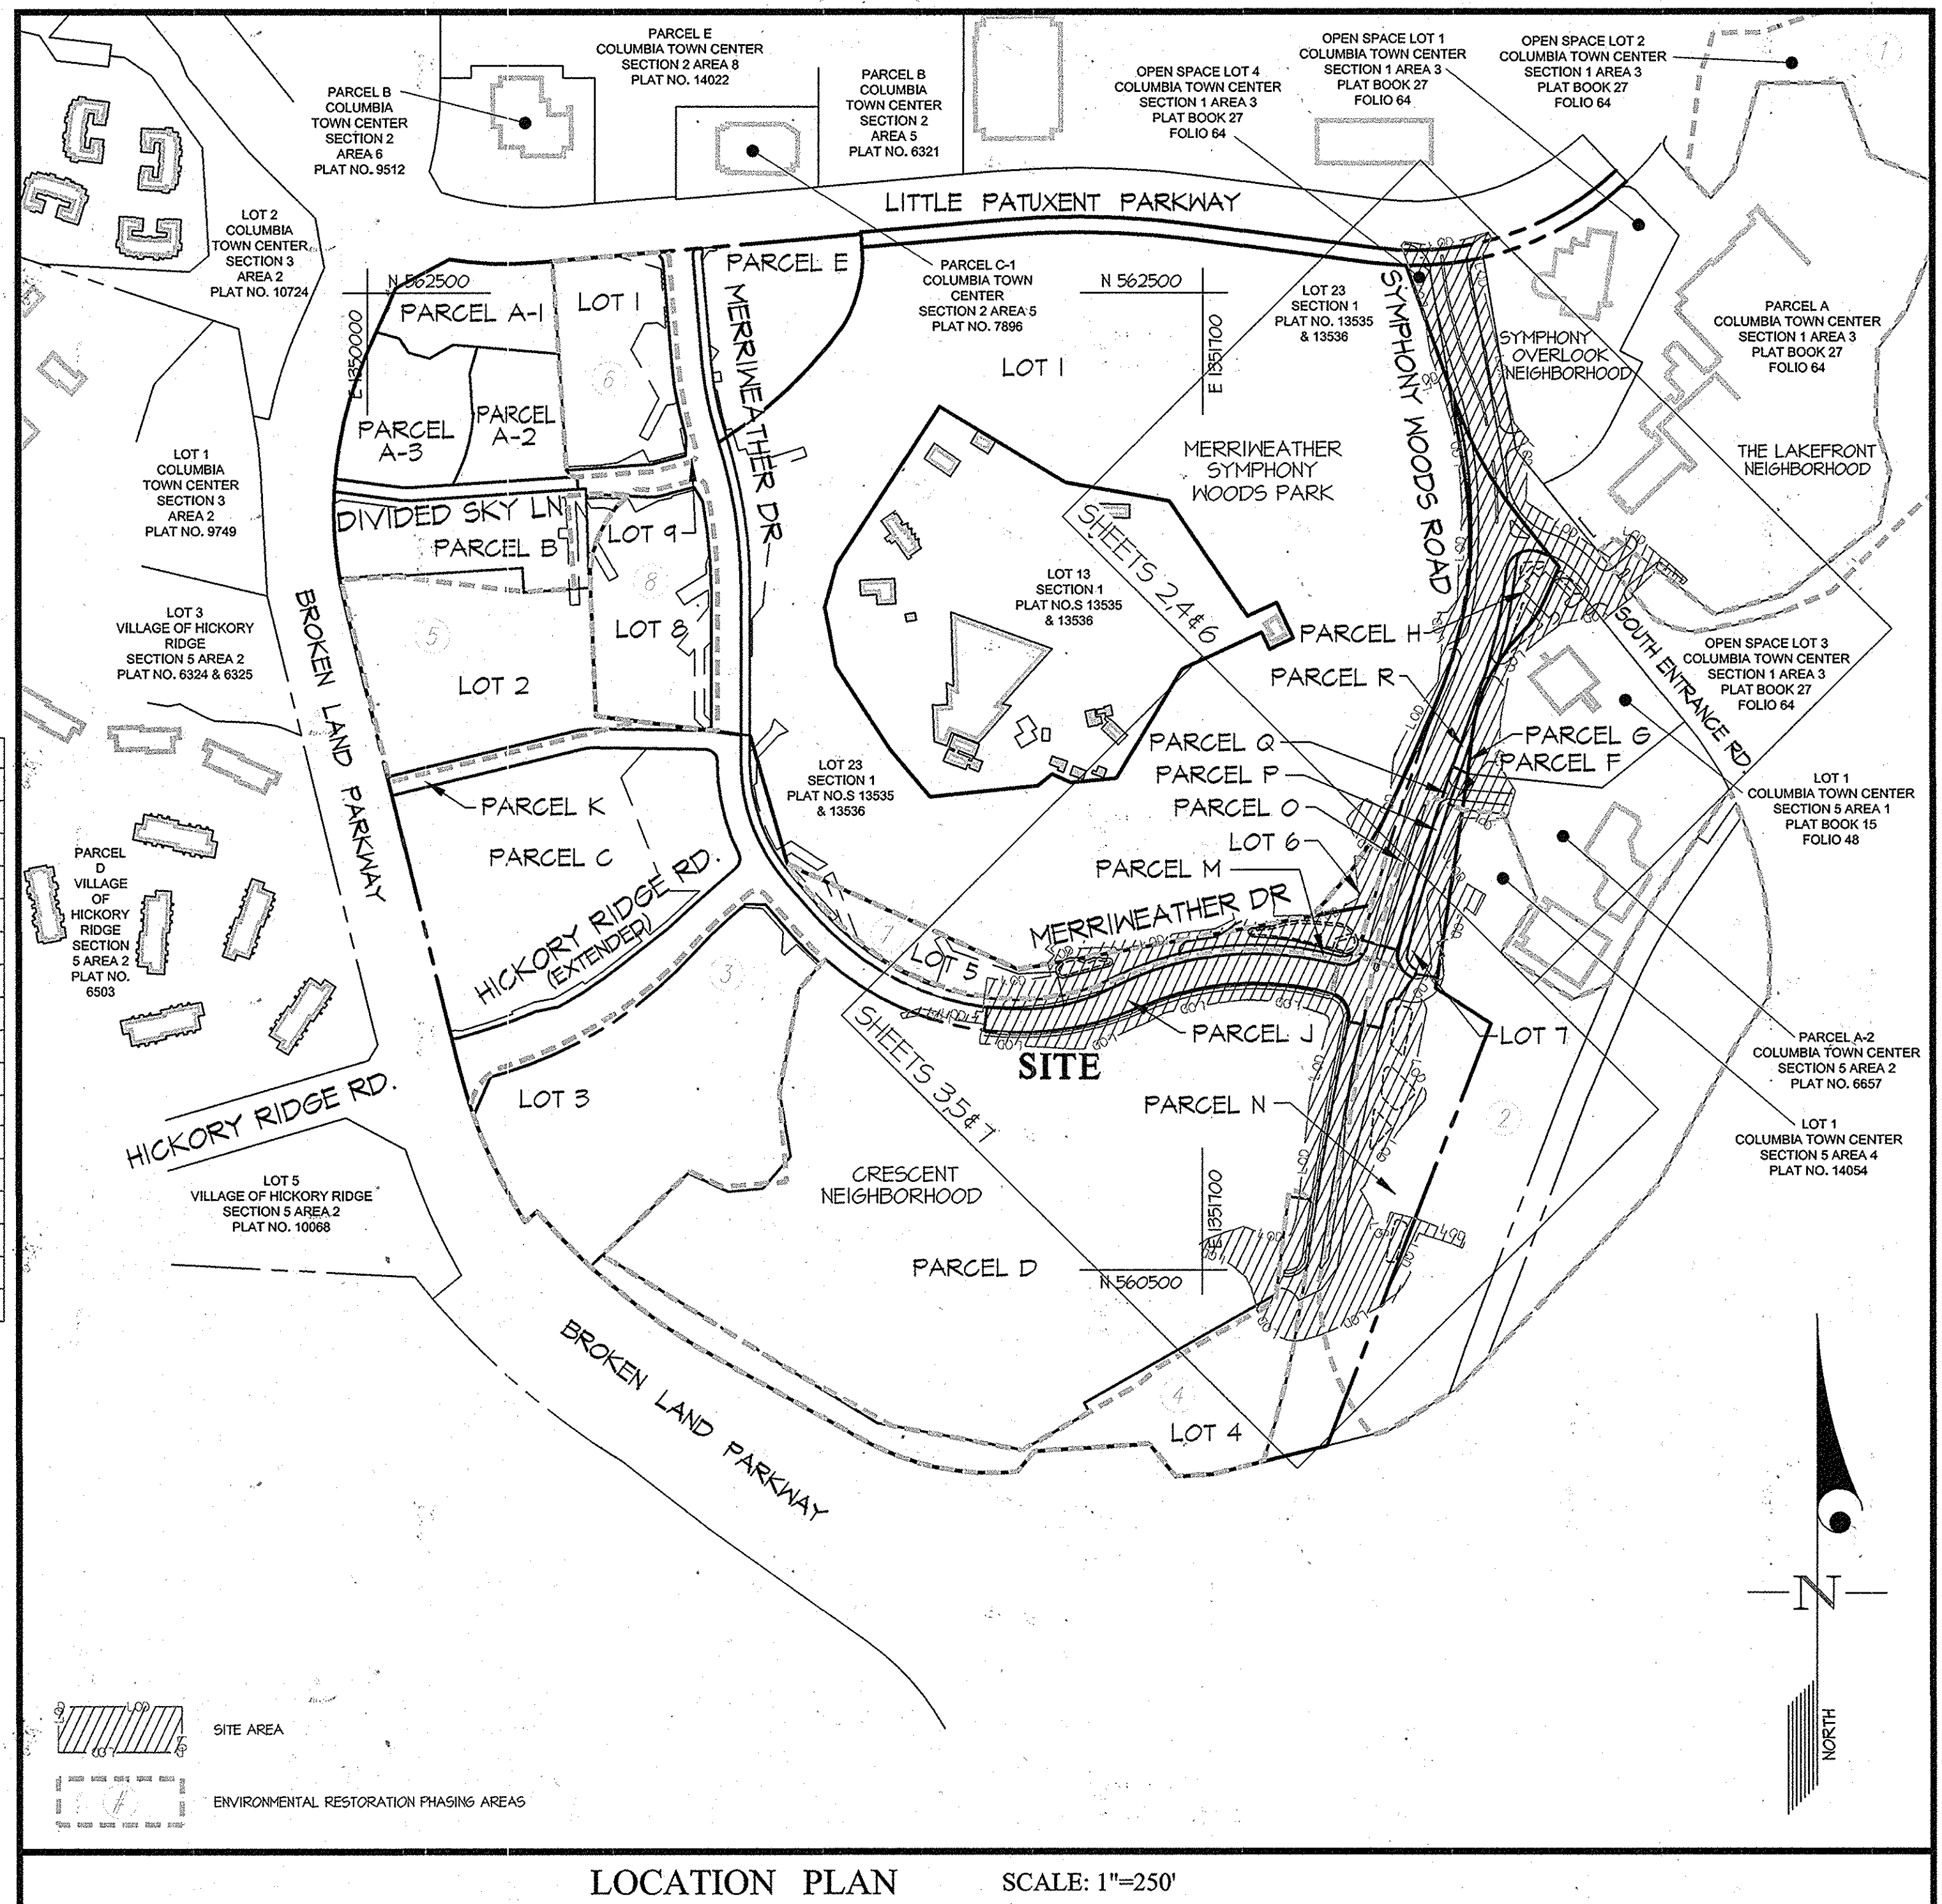 PARCEL E
COLUMBIA TOWN CENTER
SECTION 2 AREA 8
PLAT NO. 14022
PARCEL B
COLUMBIA
TOWN CENTER
SECTION 2
AREA 6
PLAT NO. 9512
PARCEL B
COLUMBIA
TOWN CENTER
SECTION 2
AREA 5
PLAT NO. 6321
OPEN SPACE LOT 4
COLUMBIA TOWN CENTER
SECTION 1 AREA 3
PLAT BOOK 27
FOLIO 64
OPEN SPACE LOT 1
COLUMBIA TOWN CENTER
SECTION 1 AREA 3
PLAT BOOK 27
FOLIO 64
OPEN SPACE LOT 2
COLUMBIA TOWN CENTER
SECTION 1 AREA 3
PLAT BOOK 27
FOLIO 64
1
LITTLE PATUXENT PARKWAY
LOT 2
COLUMBIA
TOWN CENTER
SECTION 3
AREA 2
PLAT NO. 10724
N 562500
E 1350000
PARCEL A-1
LOT 1
6
PARCEL E
PARCEL
A-3
PARCEL
A-2
MERRIWEATHER DR
PARCEL C-1
COLUMBIA TOWN
CENTER
SECTION 2 AREA 5
PLAT NO. 7896
N 562500
E 1351700
LOT 1
LOT 23
SECTION 1
PLAT NO. 13535
& 13536
SYMPHONY WOODS ROAD
SYMPHONY
OVERLOOK
NEIGHBORHOOD
PARCEL A
COLUMBIA TOWN CENTER
SECTION 1 AREA 3
PLAT BOOK 27
FOLIO 64
THE LAKEFRONT
NEIGHBORHOOD
MERRIWEATHER
SYMPHONY
WOODS PARK
LOT 1
COLUMBIA
TOWN CENTER
SECTION 3
AREA 2
PLAT NO. 9749
DIVIDED SKY LN
PARCEL B
LOT 9
8
LOT 8
5
LOT 2
LOT 3
VILLAGE OF HICKORY
RIDGE
SECTION 5 AREA 2
PLAT NO. 6324 & 6325
BROKEN LAND PARKWAY
LOT 13
SECTION 1
PLAT NO.S 13535
& 13536
SHEETS 2,4&6
PARCEL H
PARCEL R
PARCEL Q
PARCEL P
PARCEL O
LOT 6
PARCEL M
PARCEL G
PARCEL F
SOUTH ENTRANCE RD.
OPEN SPACE LOT 3
COLUMBIA TOWN CENTER
SECTION 1 AREA 3
PLAT BOOK 27
FOLIO 64
LOT 1
COLUMBIA TOWN CENTER
SECTION 5 AREA 1
PLAT BOOK 15
FOLIO 48
LOT 23
SECTION 1
PLAT NO.S 13535
& 13536
PARCEL K
PARCEL C
HICKORY RIDGE RD.
(EXTENDED)
MERRIWEATHER DR
7
LOT 5
3
PARCEL
D
VILLAGE
OF
HICKORY
RIDGE
SECTION
5 AREA 2
PLAT NO.
6503
PARCEL J
SITE
LOT 7
SHEETS 3,5&7
PARCEL N
2
PARCEL A-2
COLUMBIA TOWN CENTER
SECTION 5 AREA 2
PLAT NO. 6657
LOT 1
COLUMBIA TOWN CENTER
SECTION 5 AREA 4
PLAT NO. 14054
LOT 3
HICKORY RIDGE RD.
LOT 5
VILLAGE OF HICKORY RIDGE
SECTION 5 AREA 2
PLAT NO. 10068
CRESCENT
NEIGHBORHOOD
PARCEL D
E 1351700
N 560500
BROKEN LAND PARKWAY
4
LOT 4
N
NORTH
SITE AREA
#
ENVIRONMENTAL RESTORATION PHASING AREAS
LOCATION PLAN
SCALE: 1"=250'